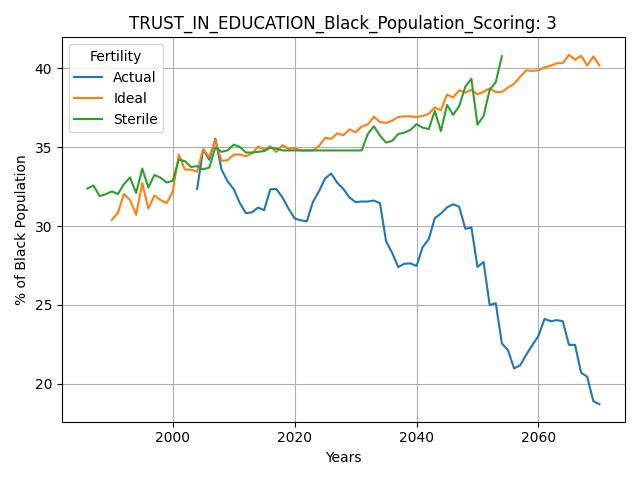 TRUST_IN_EDUCATION_Black_Population_Scoring: 3
Fertility
Actual
Ideal
Sterile
% of Black Population
40
35
30
25
20
2000
2020
2040
2060
Years